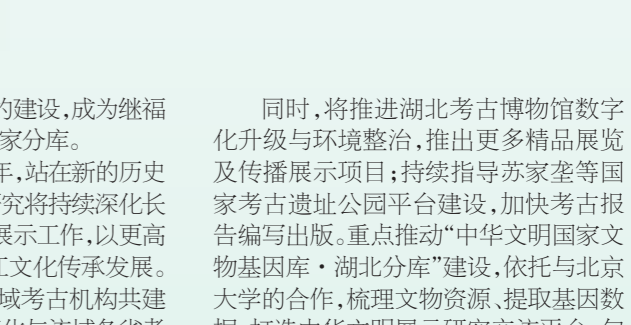 的建设,成为继福
家分库。
年,站在新的历史
究将持续深化长
展示工作,以更高
工文化传承发展。
域考古机构共建
同时,将推进湖北考古博物馆数字
化升级与环境整治,推出更多精品展览
及传播展示项目;持续指导苏家垄等国
家考古遗址公园平台建设,加快考古报
告编写出版。重点推动“中华文明国家文
物基因库·湖北分库”建设,依托与北京
大学的合作,梳理文物资源、提取基因数